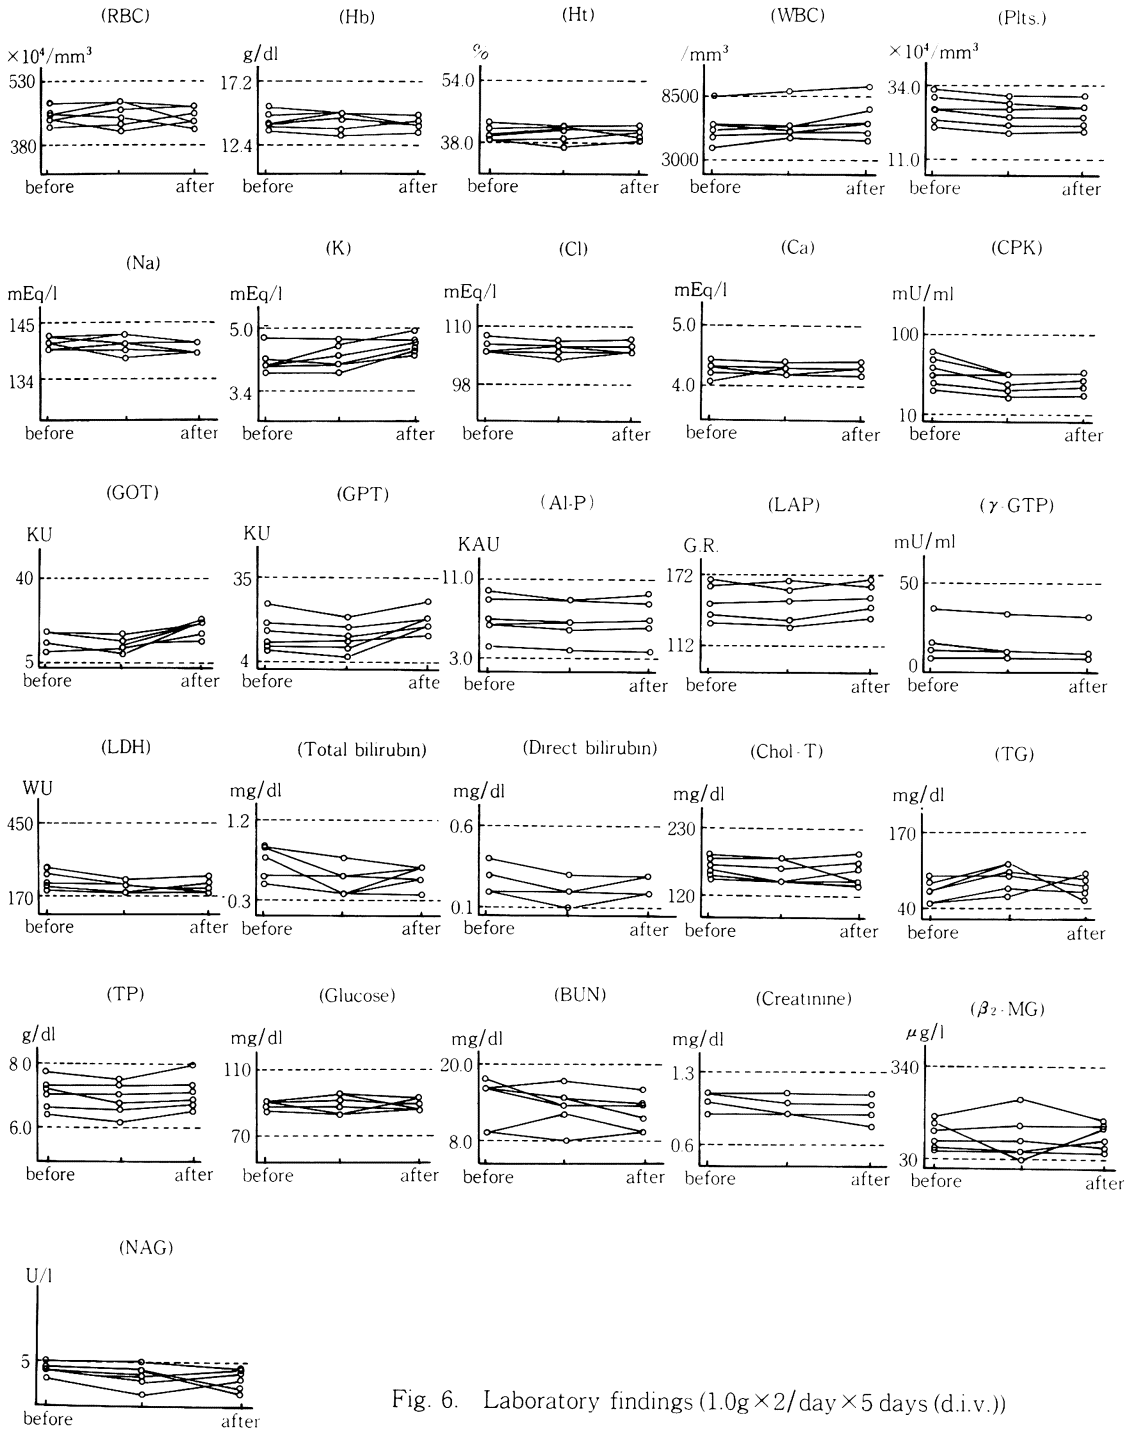 (RBC) (Hb) (Ht) (WBC) (Plts.)
×10⁴/mm³ g/dl % /mm³ ×10⁴/mm³
530 17.2 54.0 8500 34.0
380 12.4 38.0 3000 11.0
before after before after before after before after before after
(Na) (K) (Cl) (Ca) (CPK)
mEq/l mEq/l mEq/l mEq/l mU/ml
145 5.0 110 5.0 100
134 3.4 98 4.0 10
before after before after before after before after before after
(GOT) (GPT) (Al-P) (LAP) (γ-GTP)
KU KU KAU G.R. mU/ml
40 35 11.0 172 50
5 4 3.0 112 0
before after before afte before after before after before after
(LDH) (Total bilirubin) (Direct bilirubin) (Chol-T) (TG)
WU mg/dl mg/dl mg/dl mg/dl
450 1.2 0.6 230 170
170 0.3 0.1 120 40
before after before after before after before after before after
(TP) (Glucose) (BUN) (Creatinine) (β₂-MG)
g/dl mg/dl mg/dl mg/dl μg/l
8.0 110 20.0 1.3 340
6.0 70 8.0 0.6 30
before after before after before after before after before after
(NAG)
U/l
5
before after
Fig. 6. Laboratory findings (1.0g×2/day×5 days (d.i.v.))